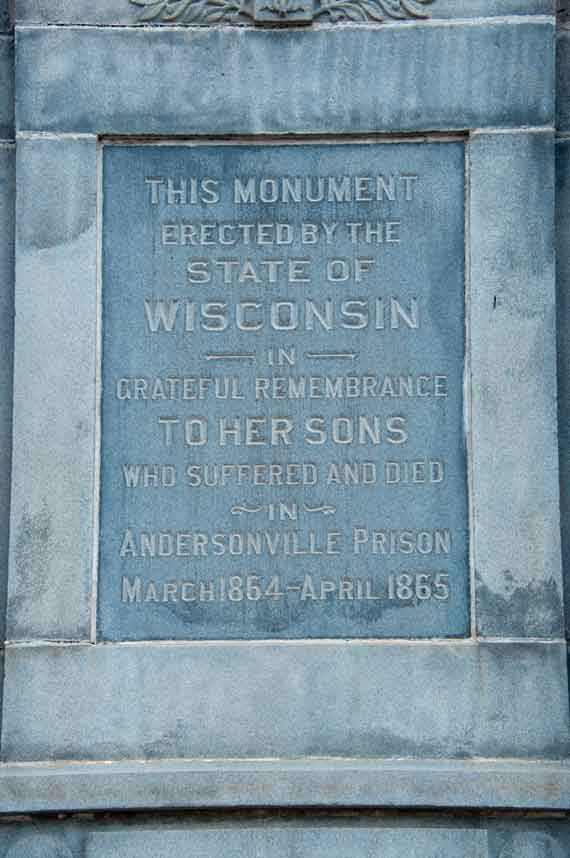 THIS MONUMENT
ERECTED BY THE
STATE OF
WISCONSIN
IN
GRATEFUL REMEMBRANCE
TO HER SONS
WHO SUFFERED AND DIED
IN
ANDERSONVILLE PRISON
MARCH 1864-APRIL 1865